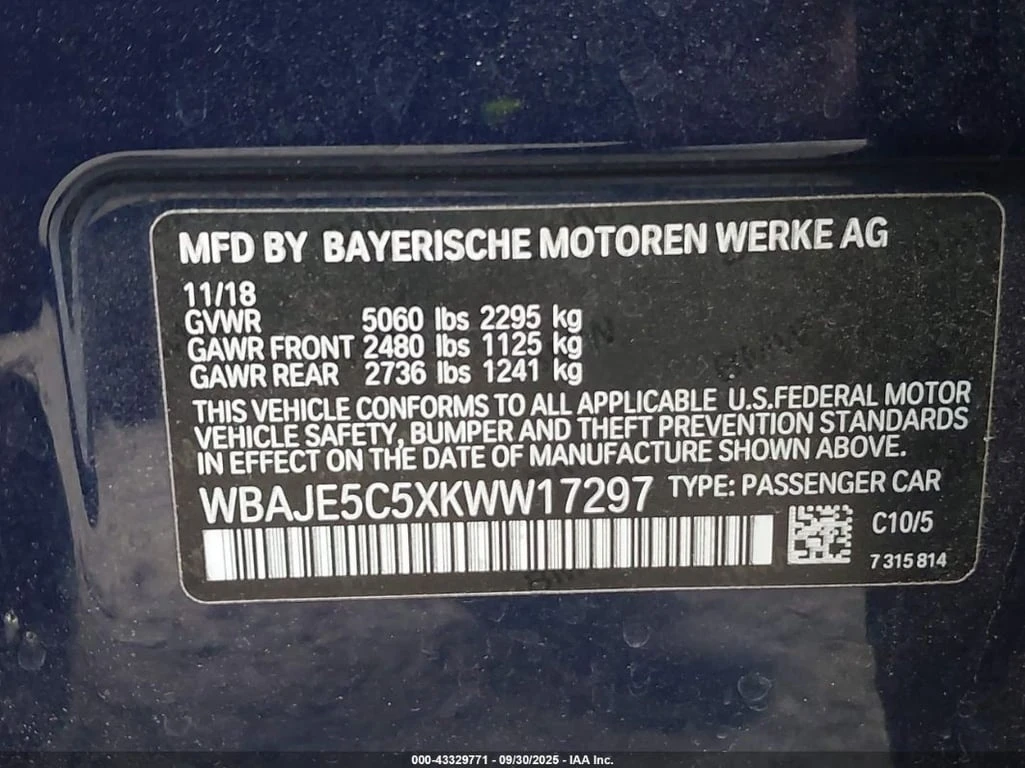 MFD BY BAYERISCHE MOTOREN WERKE AG
11/18
GVWR 5060 lbs 2295 kg
GAWR FRONT 2480 lbs 1125 kg
GAWR REAR 2736 lbs 1241 kg
THIS VEHICLE CONFORMS TO ALL APPLICABLE U.S.FEDERAL MOTOR
VEHICLE SAFETY, BUMPER AND THEFT PREVENTION STANDARDS
IN EFFECT ON THE DATE OF MANUFACTURE SHOWN ABOVE.
WBAJE5C5XKWW17297 TYPE: PASSENGER CAR
C10/5
7315814
000-43329771 - 09/30/2025 - IAA Inc.